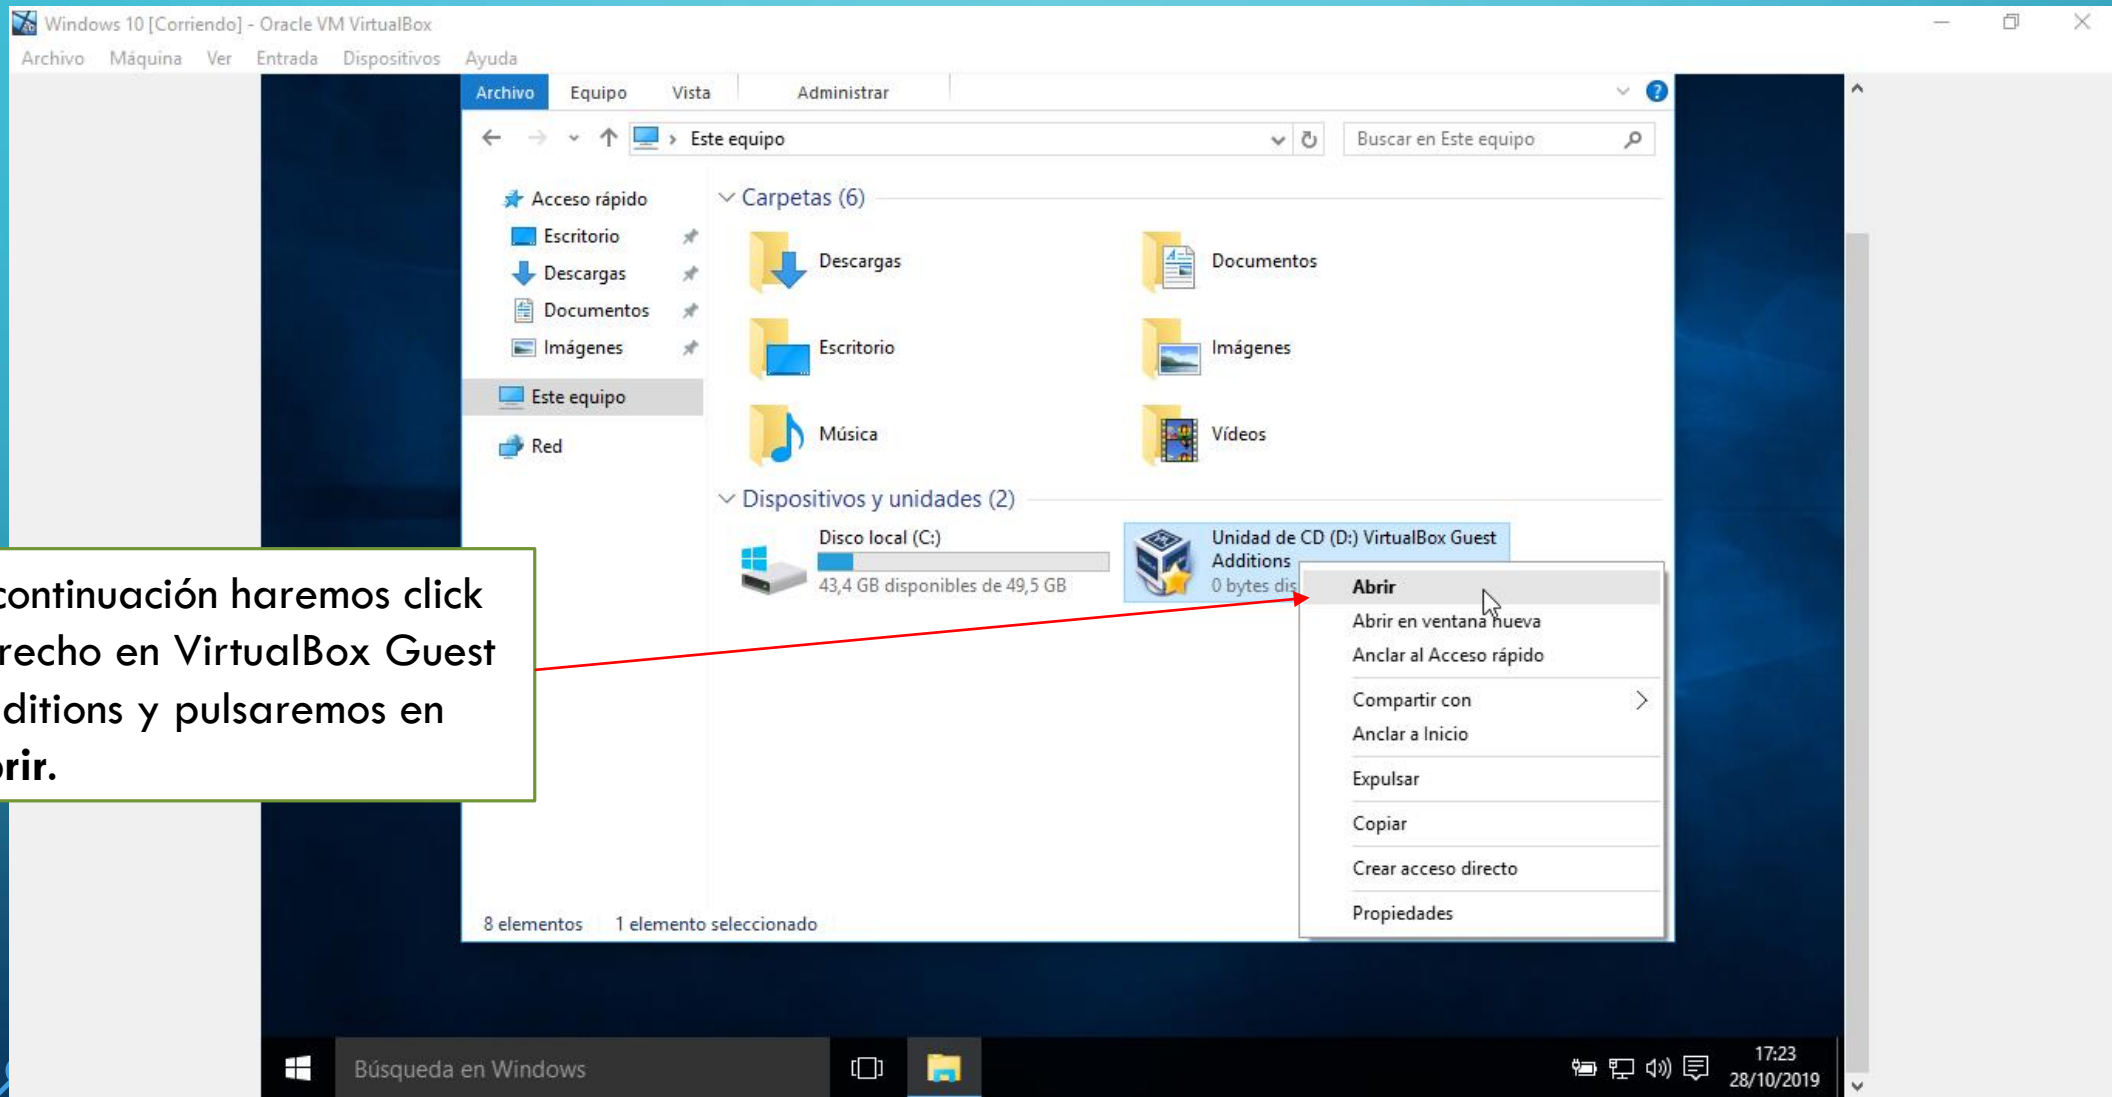 Windows 10 [Corriendo] - Oracle VM VirtualBox
Archivo Máquina Ver Entrada Dispositivos Ayuda
Archivo Equipo Vista Administrar
Este equipo
Buscar en Este equipo
Acceso rápido
Escritorio
Descargas
Documentos
Imágenes
Este equipo
Red
Carpetas (6)
Descargas
Documentos
Escritorio
Imágenes
Música
Vídeos
Dispositivos y unidades (2)
Disco local (C:)
43,4 GB disponibles de 49,5 GB
Unidad de CD (D:) VirtualBox Guest
Additions
0 bytes dis
Abrir
Abrir en ventana nueva
Anclar al Acceso rápido
Compartir con
Anclar a Inicio
Expulsar
Copiar
Crear acceso directo
Propiedades
continuación haremos click
recho en VirtualBox Guest
ditions y pulsaremos en
rir.
8 elementos 1 elemento seleccionado
Búsqueda en Windows
17:23
28/10/2019